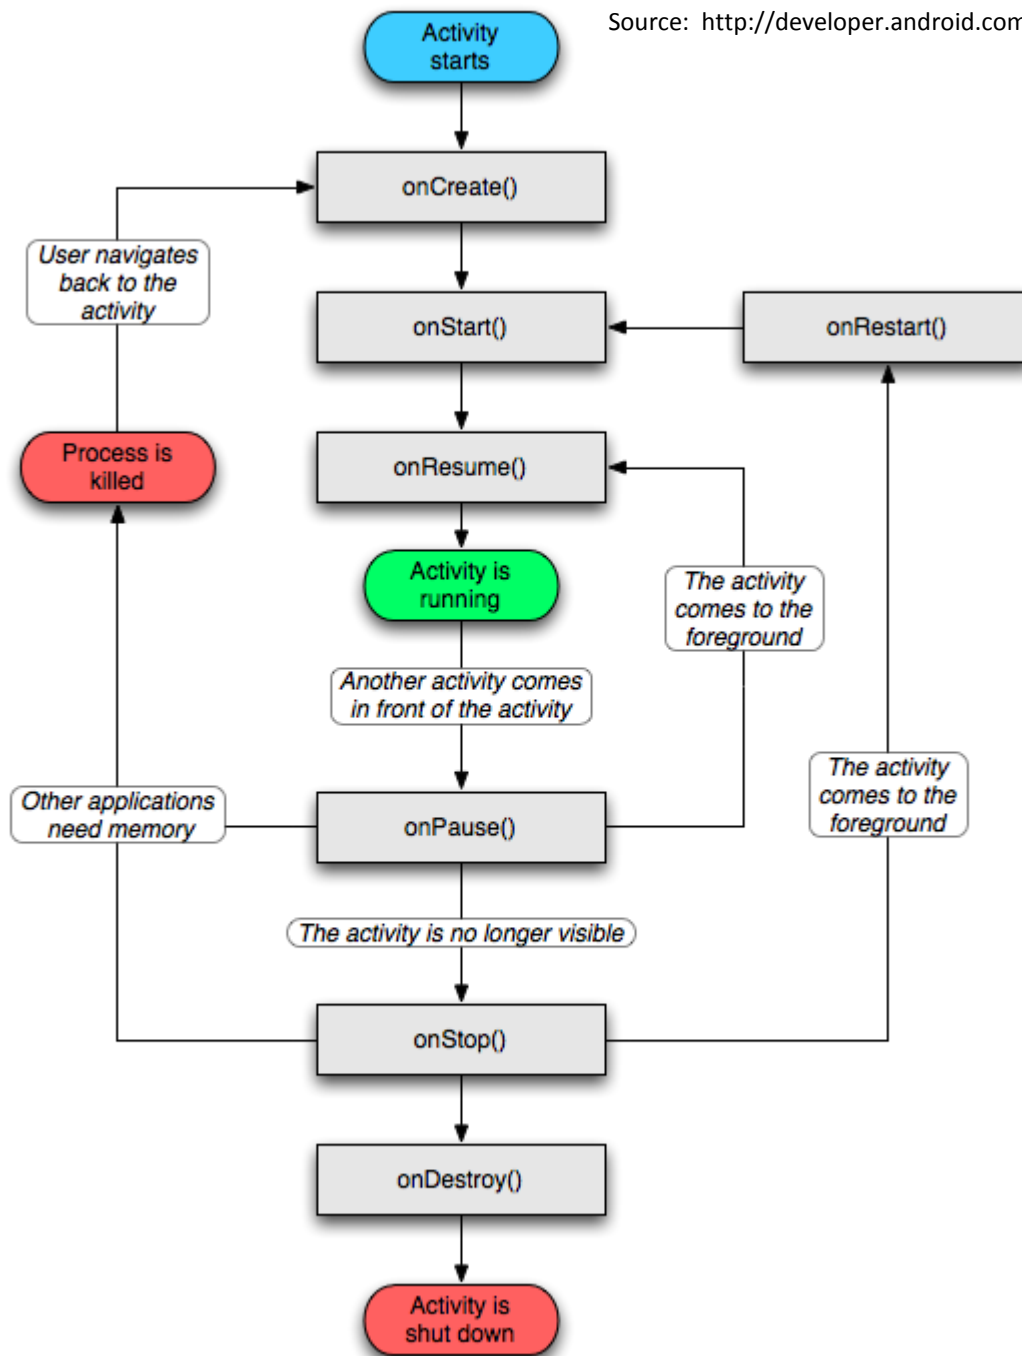 Source:  http://developer.android.com
Activity
starts
onCreate()
User navigates
back to the
activity
onStart()
onRestart()
Process is
killed
onResume()
Activity is
running
The activity
comes to the
foreground
Another activity comes
in front of the activity
The activity
comes to the
foreground
Other applications
need memory
onPause()
The activity is no longer visible
onStop()
onDestroy()
Activity is
shut down